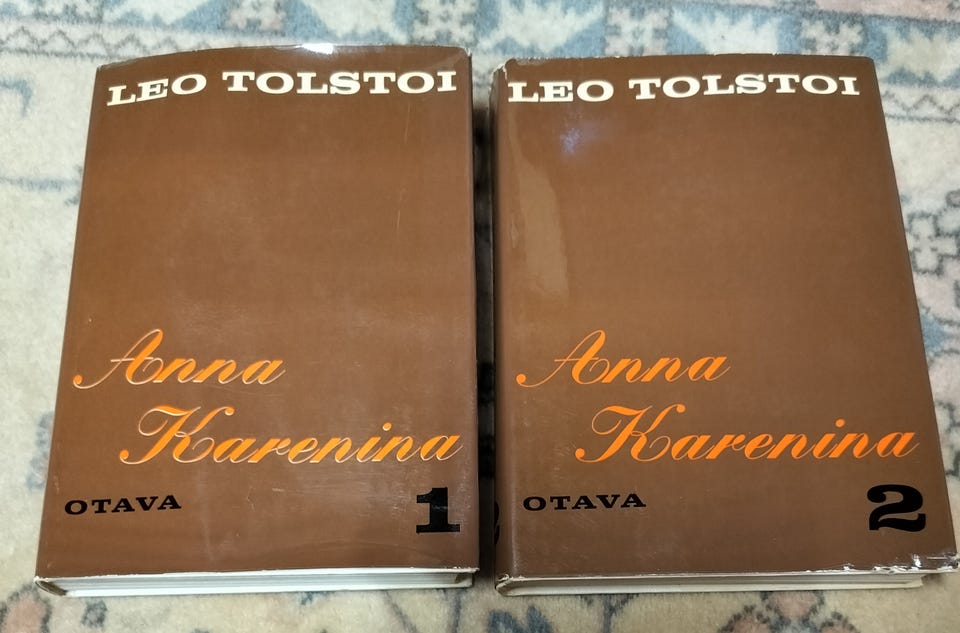 LEO TOLSTOI
Anna
Karenina
OTAVA
1
LEO TOLSTOI
Anna
Karenina
OTAVA
2